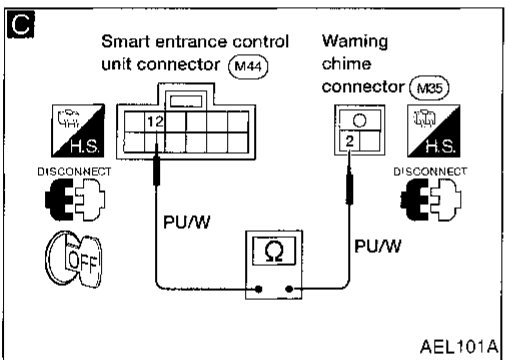 C
Smart entrance control
unit connector M44
Warning
chime
connector M35
12
2
H.S.
H.S.
DISCONNECT
DISCONNECT
OFF
PU/W
Ω
PU/W
AEL101A